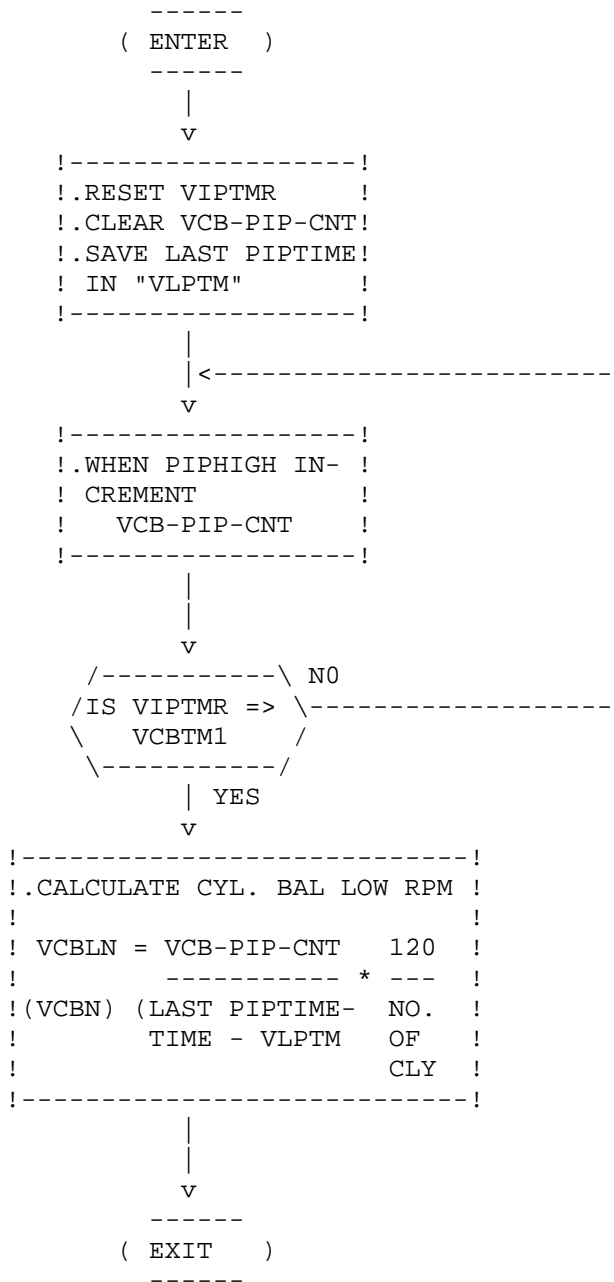 ------
( ENTER )
------
|
v
!------------------!
!.RESET VIPTMR !
!.CLEAR VCB-PIP-CNT!
!.SAVE LAST PIPTIME!
! IN "VLPTM" !
!------------------!
|
|<-------------------------
v
!------------------!
!.WHEN PIPHIGH IN- !
! CREMENT !
! VCB-PIP-CNT !
!------------------!
|
|
v
/-----------\ N0
/IS VIPTMR => \-------------------
\ VCBTM1 /
\-----------/
| YES
v
!----------------------------!
!.CALCULATE CYL. BAL LOW RPM !
! !
! VCBLN = VCB-PIP-CNT 120 !
! ----------- * --- !
!(VCBN) (LAST PIPTIME- NO. !
! TIME - VLPTM OF !
! CLY !
!----------------------------!
|
|
v
------
( EXIT )
------